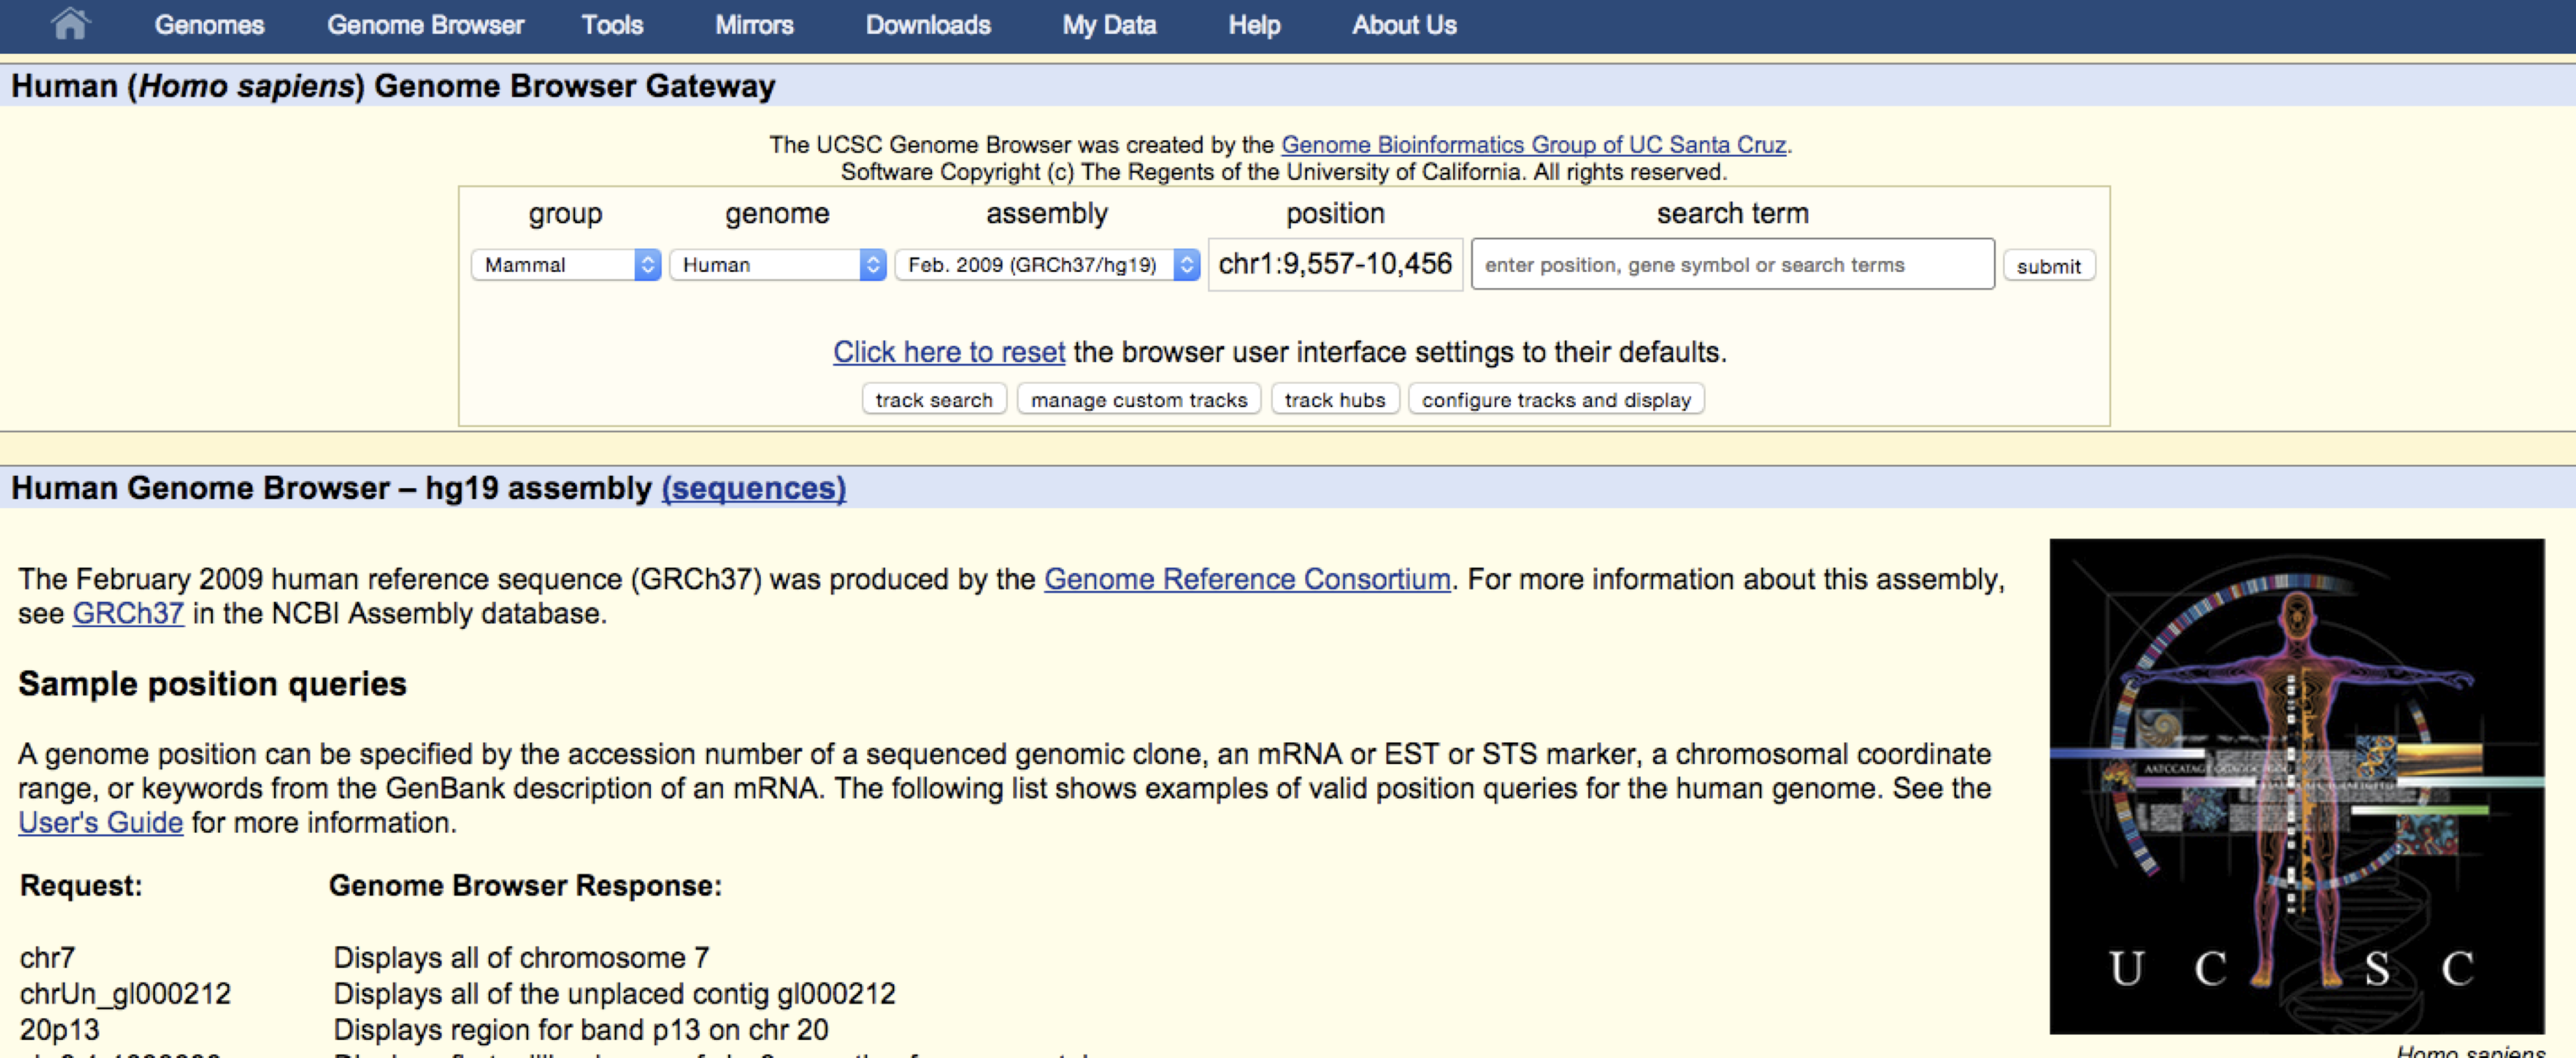 Genomes Genome Browser Tools Mirrors Downloads My Data Help About Us
Human (Homo sapiens) Genome Browser Gateway
The UCSC Genome Browser was created by the Genome Bioinformatics Group of UC Santa Cruz.
Software Copyright (c) The Regents of the University of California. All rights reserved.
group genome assembly position search term
Mammal Human Feb. 2009 (GRCh37/hg19) chr1:9,557-10,456 enter position, gene symbol or search terms submit
Click here to reset the browser user interface settings to their defaults.
track search manage custom tracks track hubs configure tracks and display
Human Genome Browser – hg19 assembly (sequences)
The February 2009 human reference sequence (GRCh37) was produced by the Genome Reference Consortium. For more information about this assembly,
see GRCh37 in the NCBI Assembly database.
Sample position queries
A genome position can be specified by the accession number of a sequenced genomic clone, an mRNA or EST or STS marker, a chromosomal coordinate
range, or keywords from the GenBank description of an mRNA. The following list shows examples of valid position queries for the human genome. See the
User's Guide for more information.
Request: Genome Browser Response:
chr7 Displays all of chromosome 7
chrUn_gl000212 Displays all of the unplaced contig gl000212
20p13 Displays region for band p13 on chr 20
U C S C
Homo sapiens